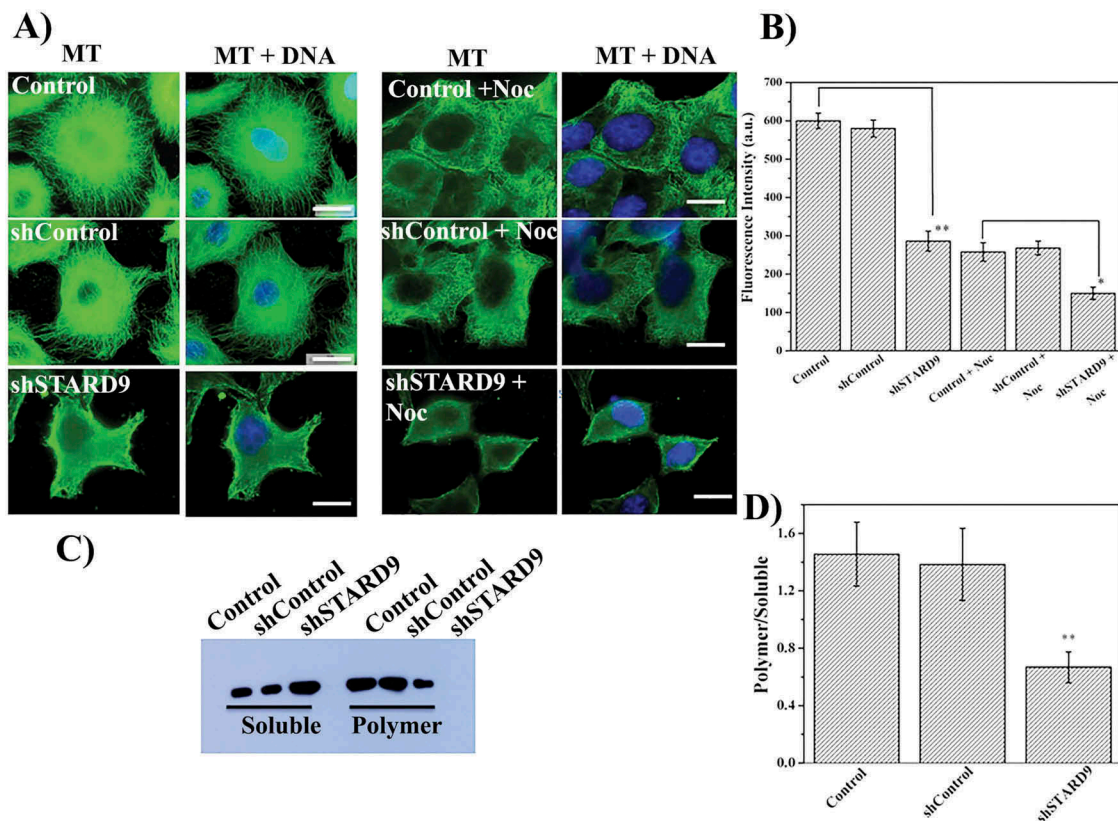 A)
MT
MT + DNA
MT
MT + DNA
Control
Control +Noc
shControl
shControl + Noc
shSTARD9
shSTARD9 +
Noc
B)
700
600
500
400
300
200
100
0
Fluorescence Intensity (a.u.)
**
*
Control
shControl
shSTARD9
Control + Noc
shControl +
Noc
shSTARD9 +
Noc
C)
Control
shControl
shSTARD9
Control
shControl
shSTARD9
Soluble
Polymer
D)
1.6
1.2
0.8
0.4
0.0
Polymer/Soluble
**
Control
shControl
shSTARD9